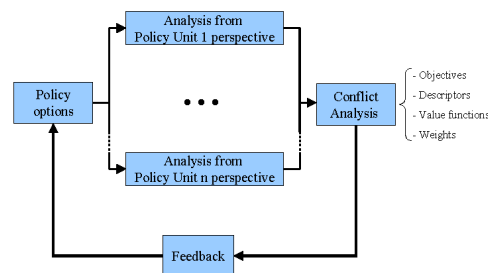 Analysis from
Policy Unit 1 perspective
Policy
options
Conflict
Analysis
- Objectives
- Descriptors
- Value functions
- Weights
Analysis from
Policy Unit n perspective
Feedback